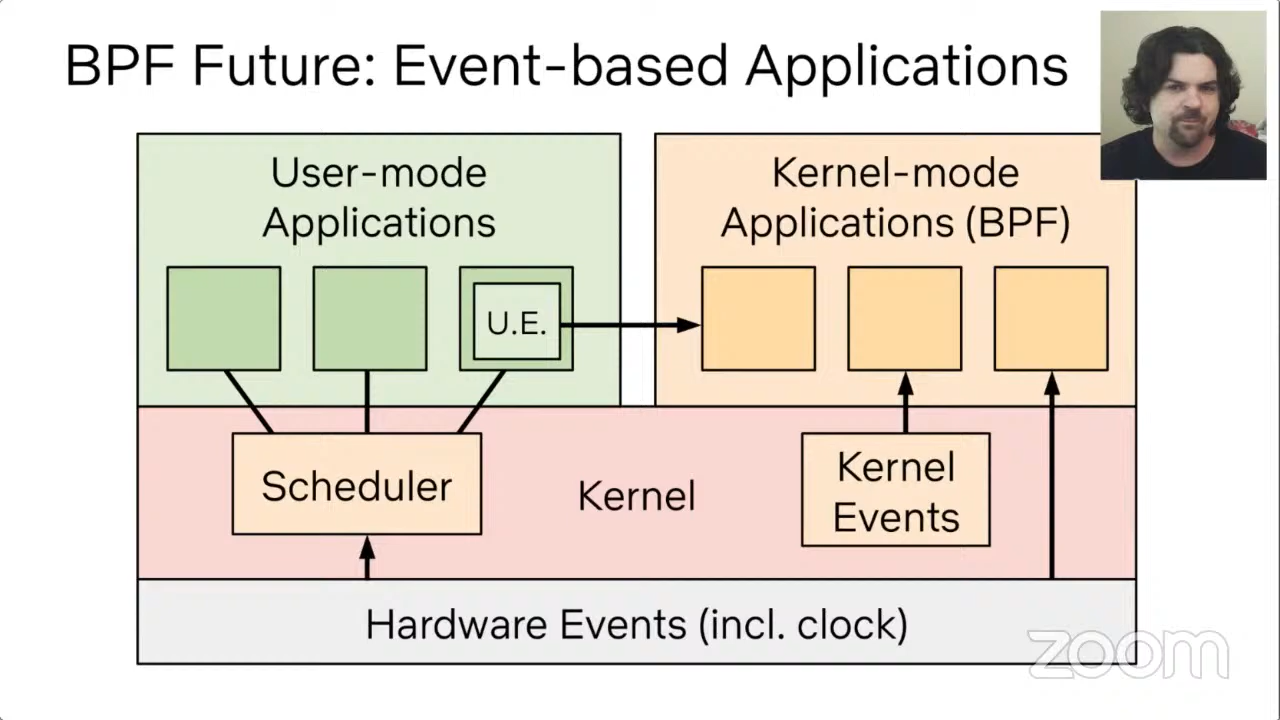 BPF Future: Event-based Applications
User-mode
Applications
Kernel-mode
Applications (BPF)
U.E.
Scheduler
Kernel
Kernel
Events
Hardware Events (incl. clock)
zoom